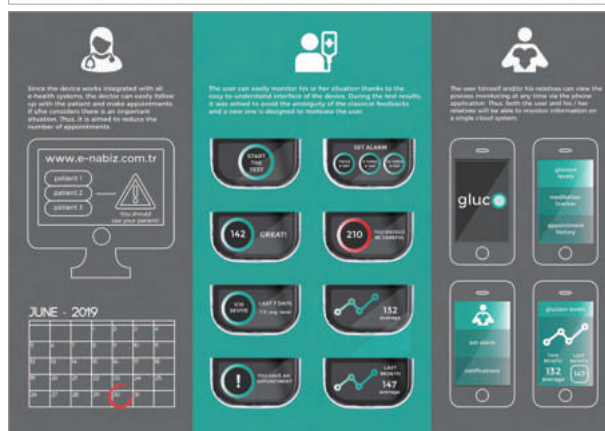 Since the device works integrated with all
e-health systems, the doctor can easily follow
up with the patient and make appointments
if s/he considers there is an important
situation. Thus, it is aimed to reduce the
number of appointments.
www.e-nabiz.com.tr
patient 1
patient 2
patient 3
You should
see your patient!
JUNE - 2019
The user can easily monitor his or her situation thanks to the
easy-to-understand interface of the device. During the test results,
it was aimed to avoid the ambiguity of the classical feedbacks
and a new one is designed to motivate the user.
START
THE
TEST
SET ALARM
142
GREAT!
210
YOU SHOULD
BE CAREFUL
LAST 7 DATE
132
average
!
YOU HAVE AN
APPOINTMENT
LAST
MONTH
147
average
The user himself and/or his relatives can view the
process monitoring at any time via the phone
application. Thus, both the user and his / her
relatives will be able to monitor information on
a single cloud system.
gluc
glucose
levels
meditation
tracker
appointment
history
set alarm
notifications
glucose levels
THIS
MONTH
132
average
LAST
MONTH
147